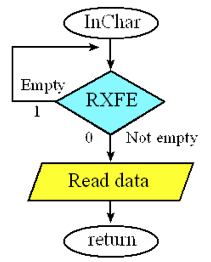 InChar
Empty
RXFE
1
0 Not empty
Read data
return